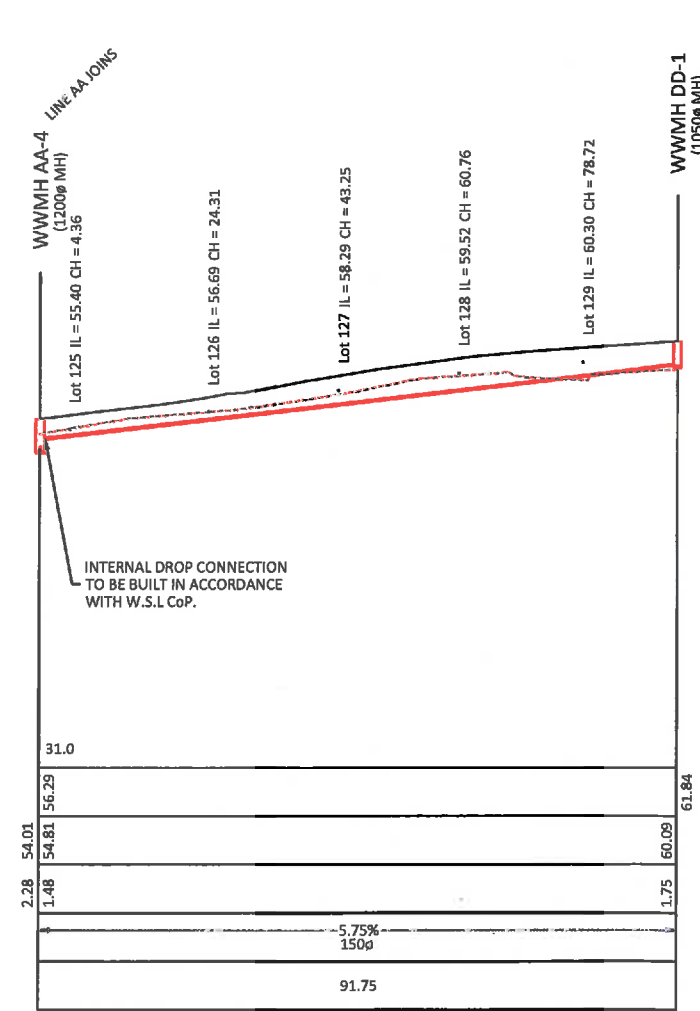 LINE AA JOINS
WWMH AA-4
(1200ø MH)
Lot 125 IL = 55.40 CH = 4.36
Lot 126 IL = 56.69 CH = 24.31
Lot 127 IL = 58.29 CH = 43.25
Lot 128 IL = 59.52 CH = 60.76
Lot 129 IL = 60.30 CH = 78.72
WWMH DD-1
(1050ø MH)
INTERNAL DROP CONNECTION
TO BE BUILT IN ACCORDANCE
WITH W.S.L CoP.
31.0
56.29
61.84
54.01
54.81
60.09
2.28
1.48
1.75
5.75%
150ø
91.75